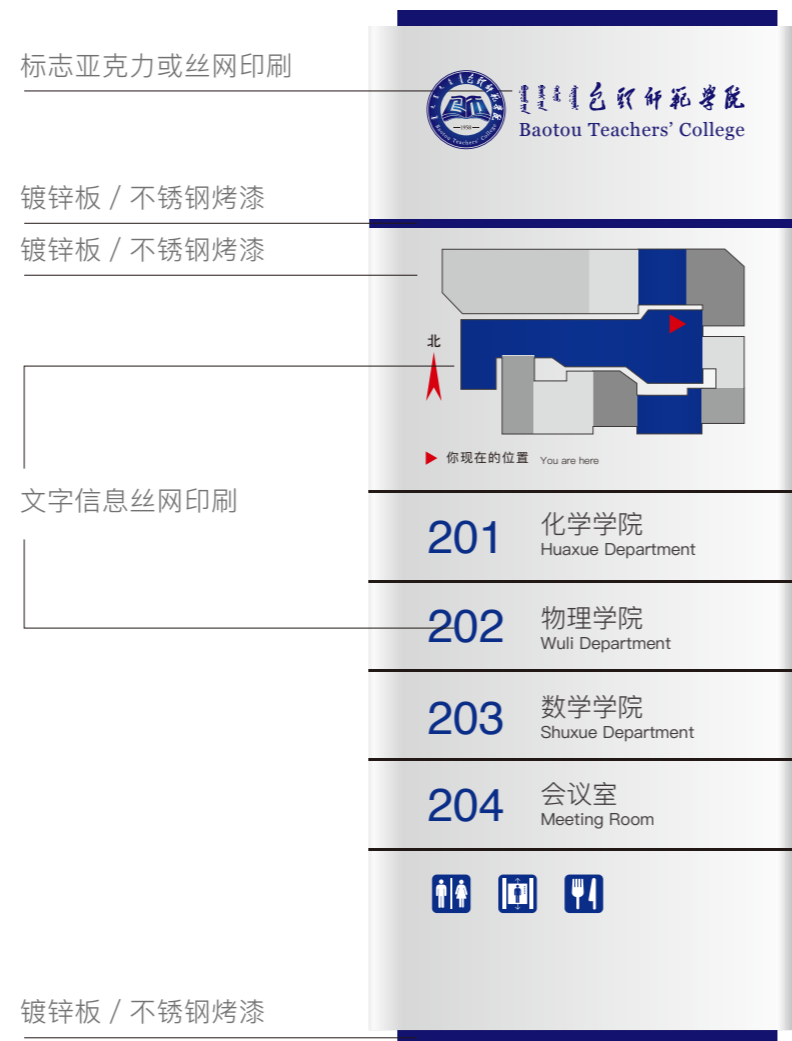 标志亚克力或丝网印刷
包头师范学院
Baotou Teachers' College
1958
镀锌板 / 不锈钢烤漆
镀锌板 / 不锈钢烤漆
北
你现在的位置 You are here
文字信息丝网印刷
201 化学学院
Huaxue Department
202 物理学院
Wuli Department
203 数学学院
Shuxue Department
204 会议室
Meeting Room
镀锌板 / 不锈钢烤漆